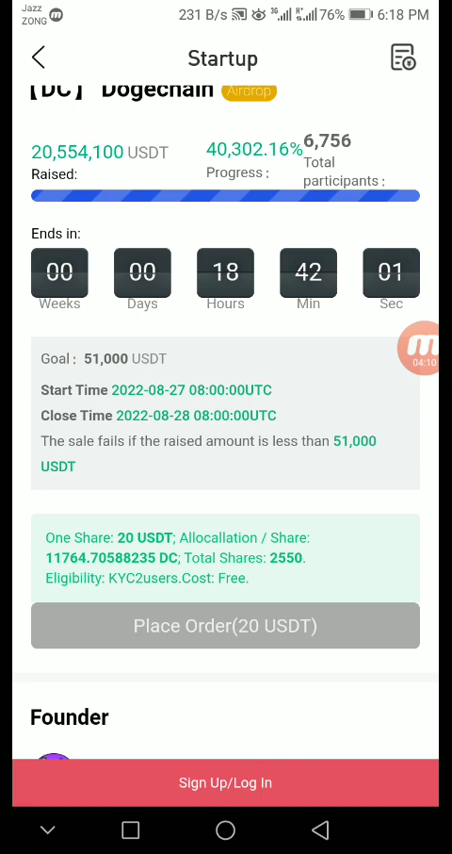 Jazz
ZONG
231 B/s 3G H+ 76% 6:18 PM
Startup
【DC】 Dogechain Airdrop
20,554,100 USDT
Raised:
40,302.16%
Progress :
6,756
Total
participants :
Ends in:
00 00 18 42 01
Weeks Days Hours Min Sec
04:10
Goal : 51,000 USDT
Start Time 2022-08-27 08:00:00UTC
Close Time 2022-08-28 08:00:00UTC
The sale fails if the raised amount is less than 51,000
USDT
One Share: 20 USDT; Allocallation / Share:
11764.70588235 DC; Total Shares: 2550.
Eligibility: KYC2users.Cost: Free.
Place Order(20 USDT)
Founder
Sign Up/Log In